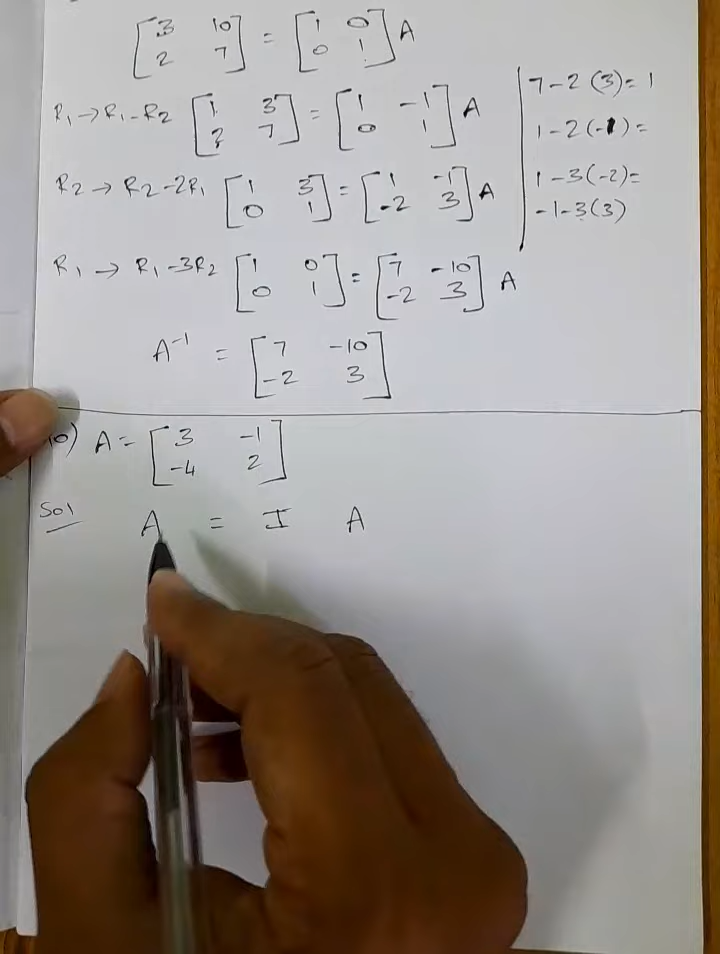 [3 10 2 7] = [1 0 0 1] A
R1 → R1 - R2 [1 3 2 7] = [1 -1 0 1] A
R2 → R2 - 2R1 [1 3 0 1] = [1 -1 -2 3] A
R1 → R1 - 3R2 [1 0 0 1] = [7 -10 -2 3] A
A⁻¹ = [7 -10 -2 3]
7 - 2 (3) = 1
1 - 2 (-1) =
1 - 3 (-2) =
-1 - 3 (3)
10) A = [3 -1 -4 2]
Sol
A = I A